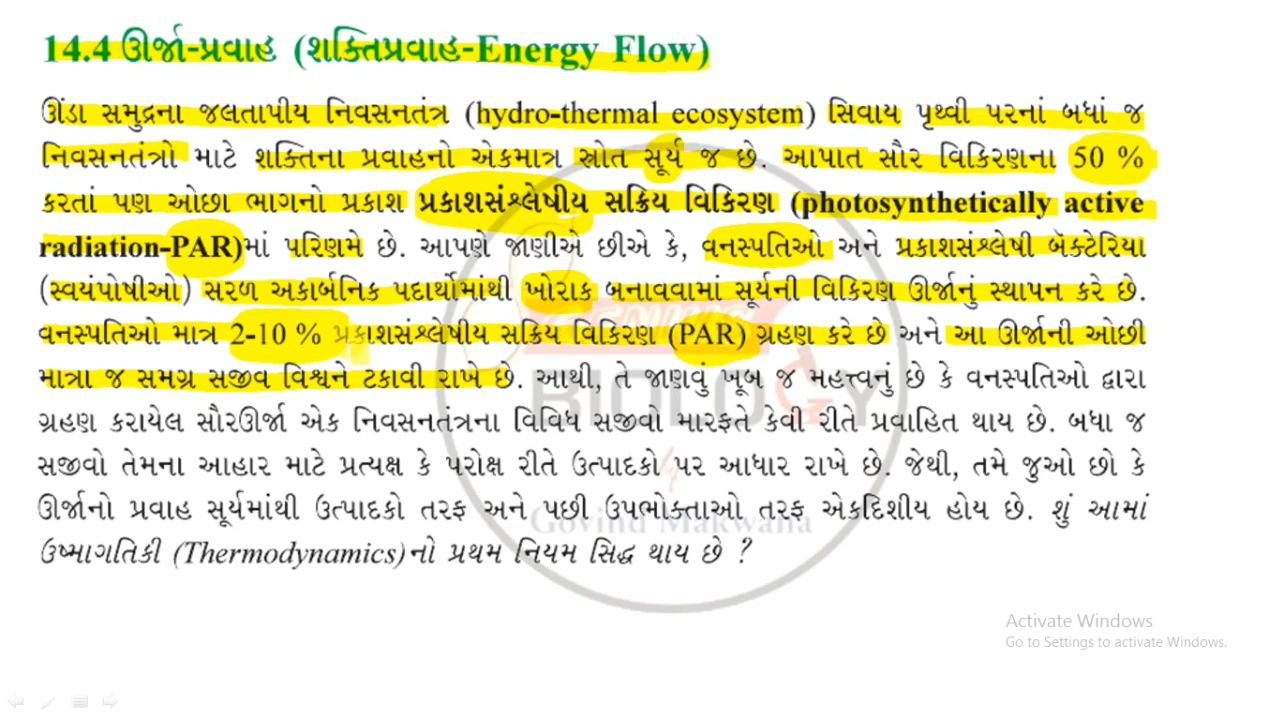 14.4 ઊર્જા-પ્રવાહ (શક્તિપ્રવાહ-Energy Flow)
ઊંડા સમુદ્રના જલતાપીય નિવસનતંત્ર (hydro-thermal ecosystem) સિવાય પૃથ્વી પરનાં બધાં જ
નિવસનતંત્રો માટે શક્તિના પ્રવાહનો એકમાત્ર સ્રોત સૂર્ય જ છે. આપાત સૌર વિકિરણના 50 %
કરતાં પણ ઓછા ભાગનો પ્રકાશ પ્રકાશસંશ્લેષીય સક્રિય વિકિરણ (photosynthetically active
radiation-PAR)માં પરિણમે છે. આપણે જાણીએ છીએ કે, વનસ્પતિઓ અને પ્રકાશસંશ્લેષી બૅક્ટેરિયા
(સ્વયંપોષીઓ) સરળ અકાર્બનિક પદાર્થોમાંથી ખોરાક બનાવવામાં સૂર્યની વિકિરણ ઊર્જાનું સ્થાપન કરે છે.
વનસ્પતિઓ માત્ર 2-10 % પ્રકાશસંશ્લેષીય સક્રિય વિકિરણ (PAR) ગ્રહણ કરે છે અને આ ઊર્જાની ઓછી
માત્રા જ સમગ્ર સજીવ વિશ્વને ટકાવી રાખે છે. આથી, તે જાણવું ખૂબ જ મહત્ત્વનું છે કે વનસ્પતિઓ દ્વારા
ગ્રહણ કરાયેલ સૌરઊર્જા એક નિવસનતંત્રના વિવિધ સજીવો મારફતે કેવી રીતે પ્રવાહિત થાય છે. બધા જ
સજીવો તેમના આહાર માટે પ્રત્યક્ષ કે પરોક્ષ રીતે ઉત્પાદકો પર આધાર રાખે છે. જેથી, તમે જુઓ છો કે
ઊર્જાનો પ્રવાહ સૂર્યમાંથી ઉત્પાદકો તરફ અને પછી ઉપભોક્તાઓ તરફ એકદિશીય હોય છે. શું આમાં
ઉષ્માગતિકી (Thermodynamics)નો પ્રથમ નિયમ સિદ્ધ થાય છે ?
BIOLOGY
by
Govind Makwana
Activate Windows
Go to Settings to activate Windows.